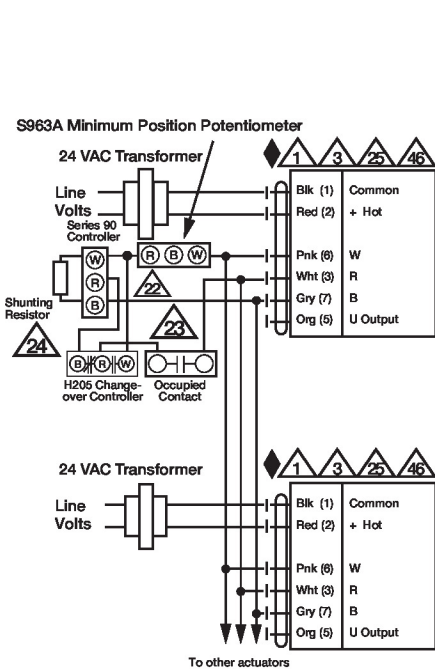 S963A Minimum Position Potentiometer
24 VAC Transformer
1 3 25 46
Line
Volts
Blk (1) Common
Red (2) + Hot
Series 90
Controller
W
R
B
R B W
Pnk (6) W
Wht (3) R
Gry (7) B
Org (5) U Output
22
23
Shunting
Resistor
24
B R W
H205 Change-
over Controller
Occupied
Contact
24 VAC Transformer
1 3 25 46
Line
Volts
Blk (1) Common
Red (2) + Hot
Pnk (6) W
Wht (3) R
Gry (7) B
Org (5) U Output
To other actuators